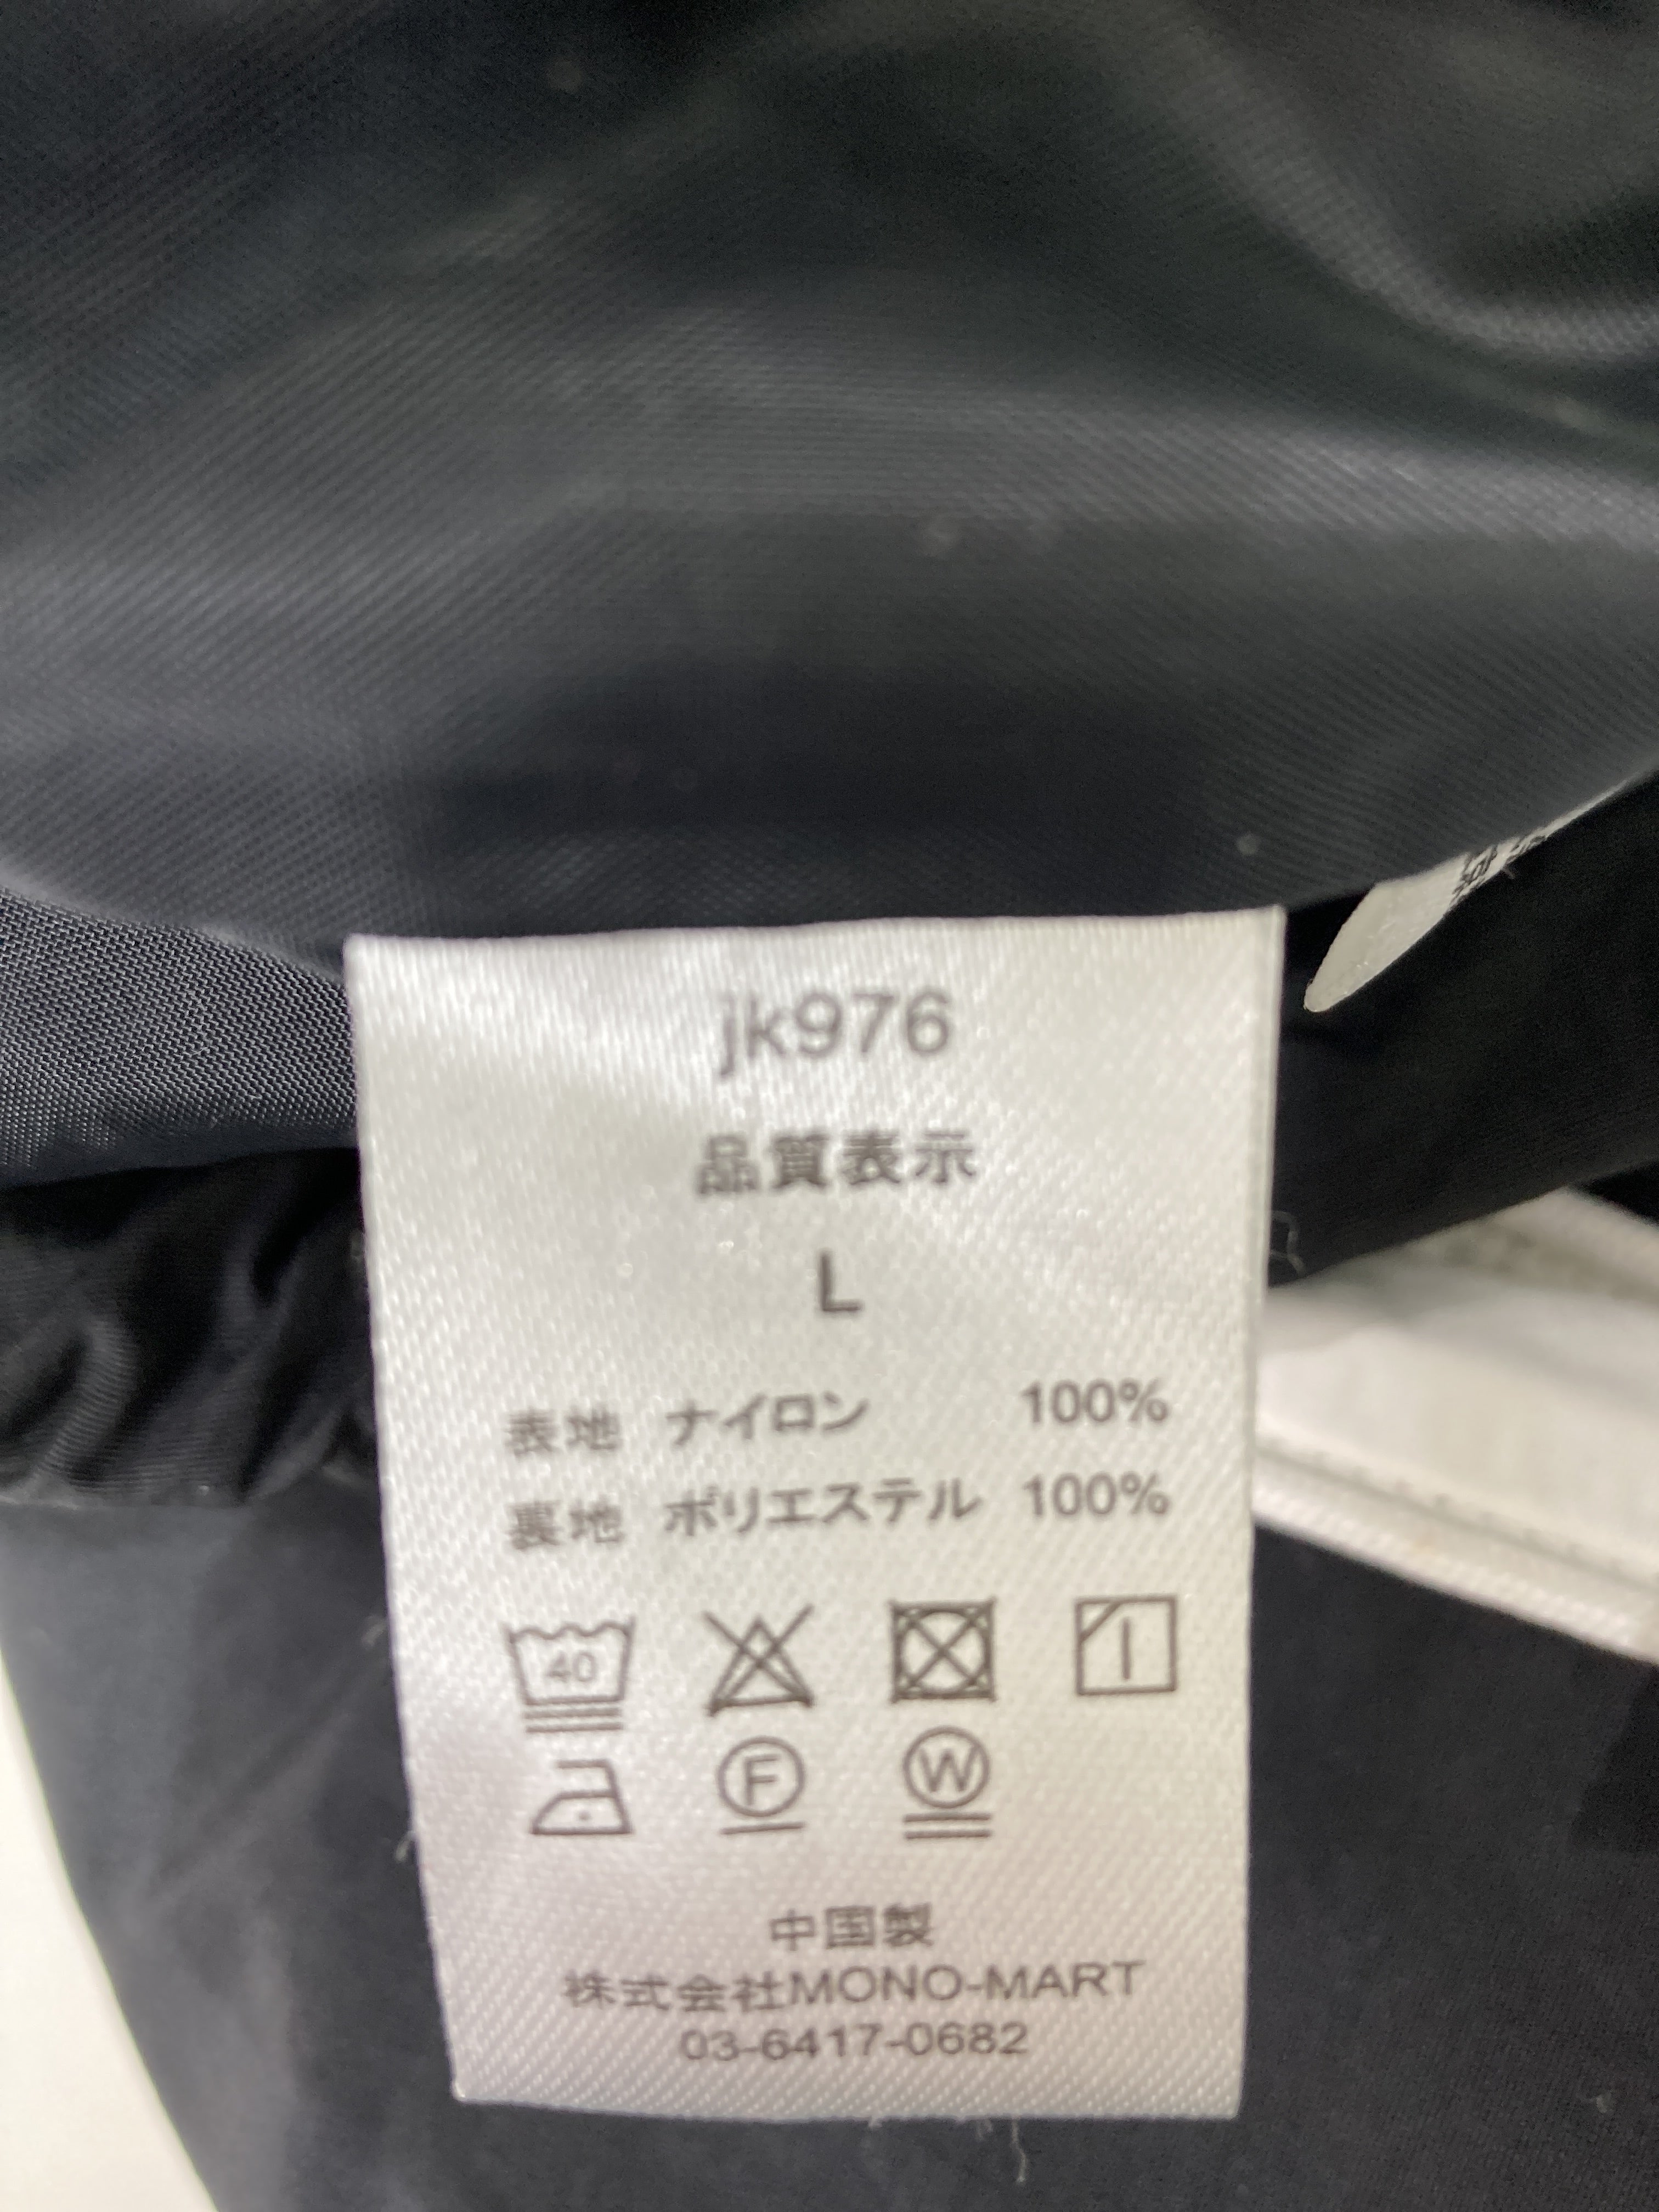 jk976
品質表示
L
表地 ナイロン 100%
裏地 ポリエステル 100%
40
F W
中国製
株式会社MONO-MART
03-6417-0682